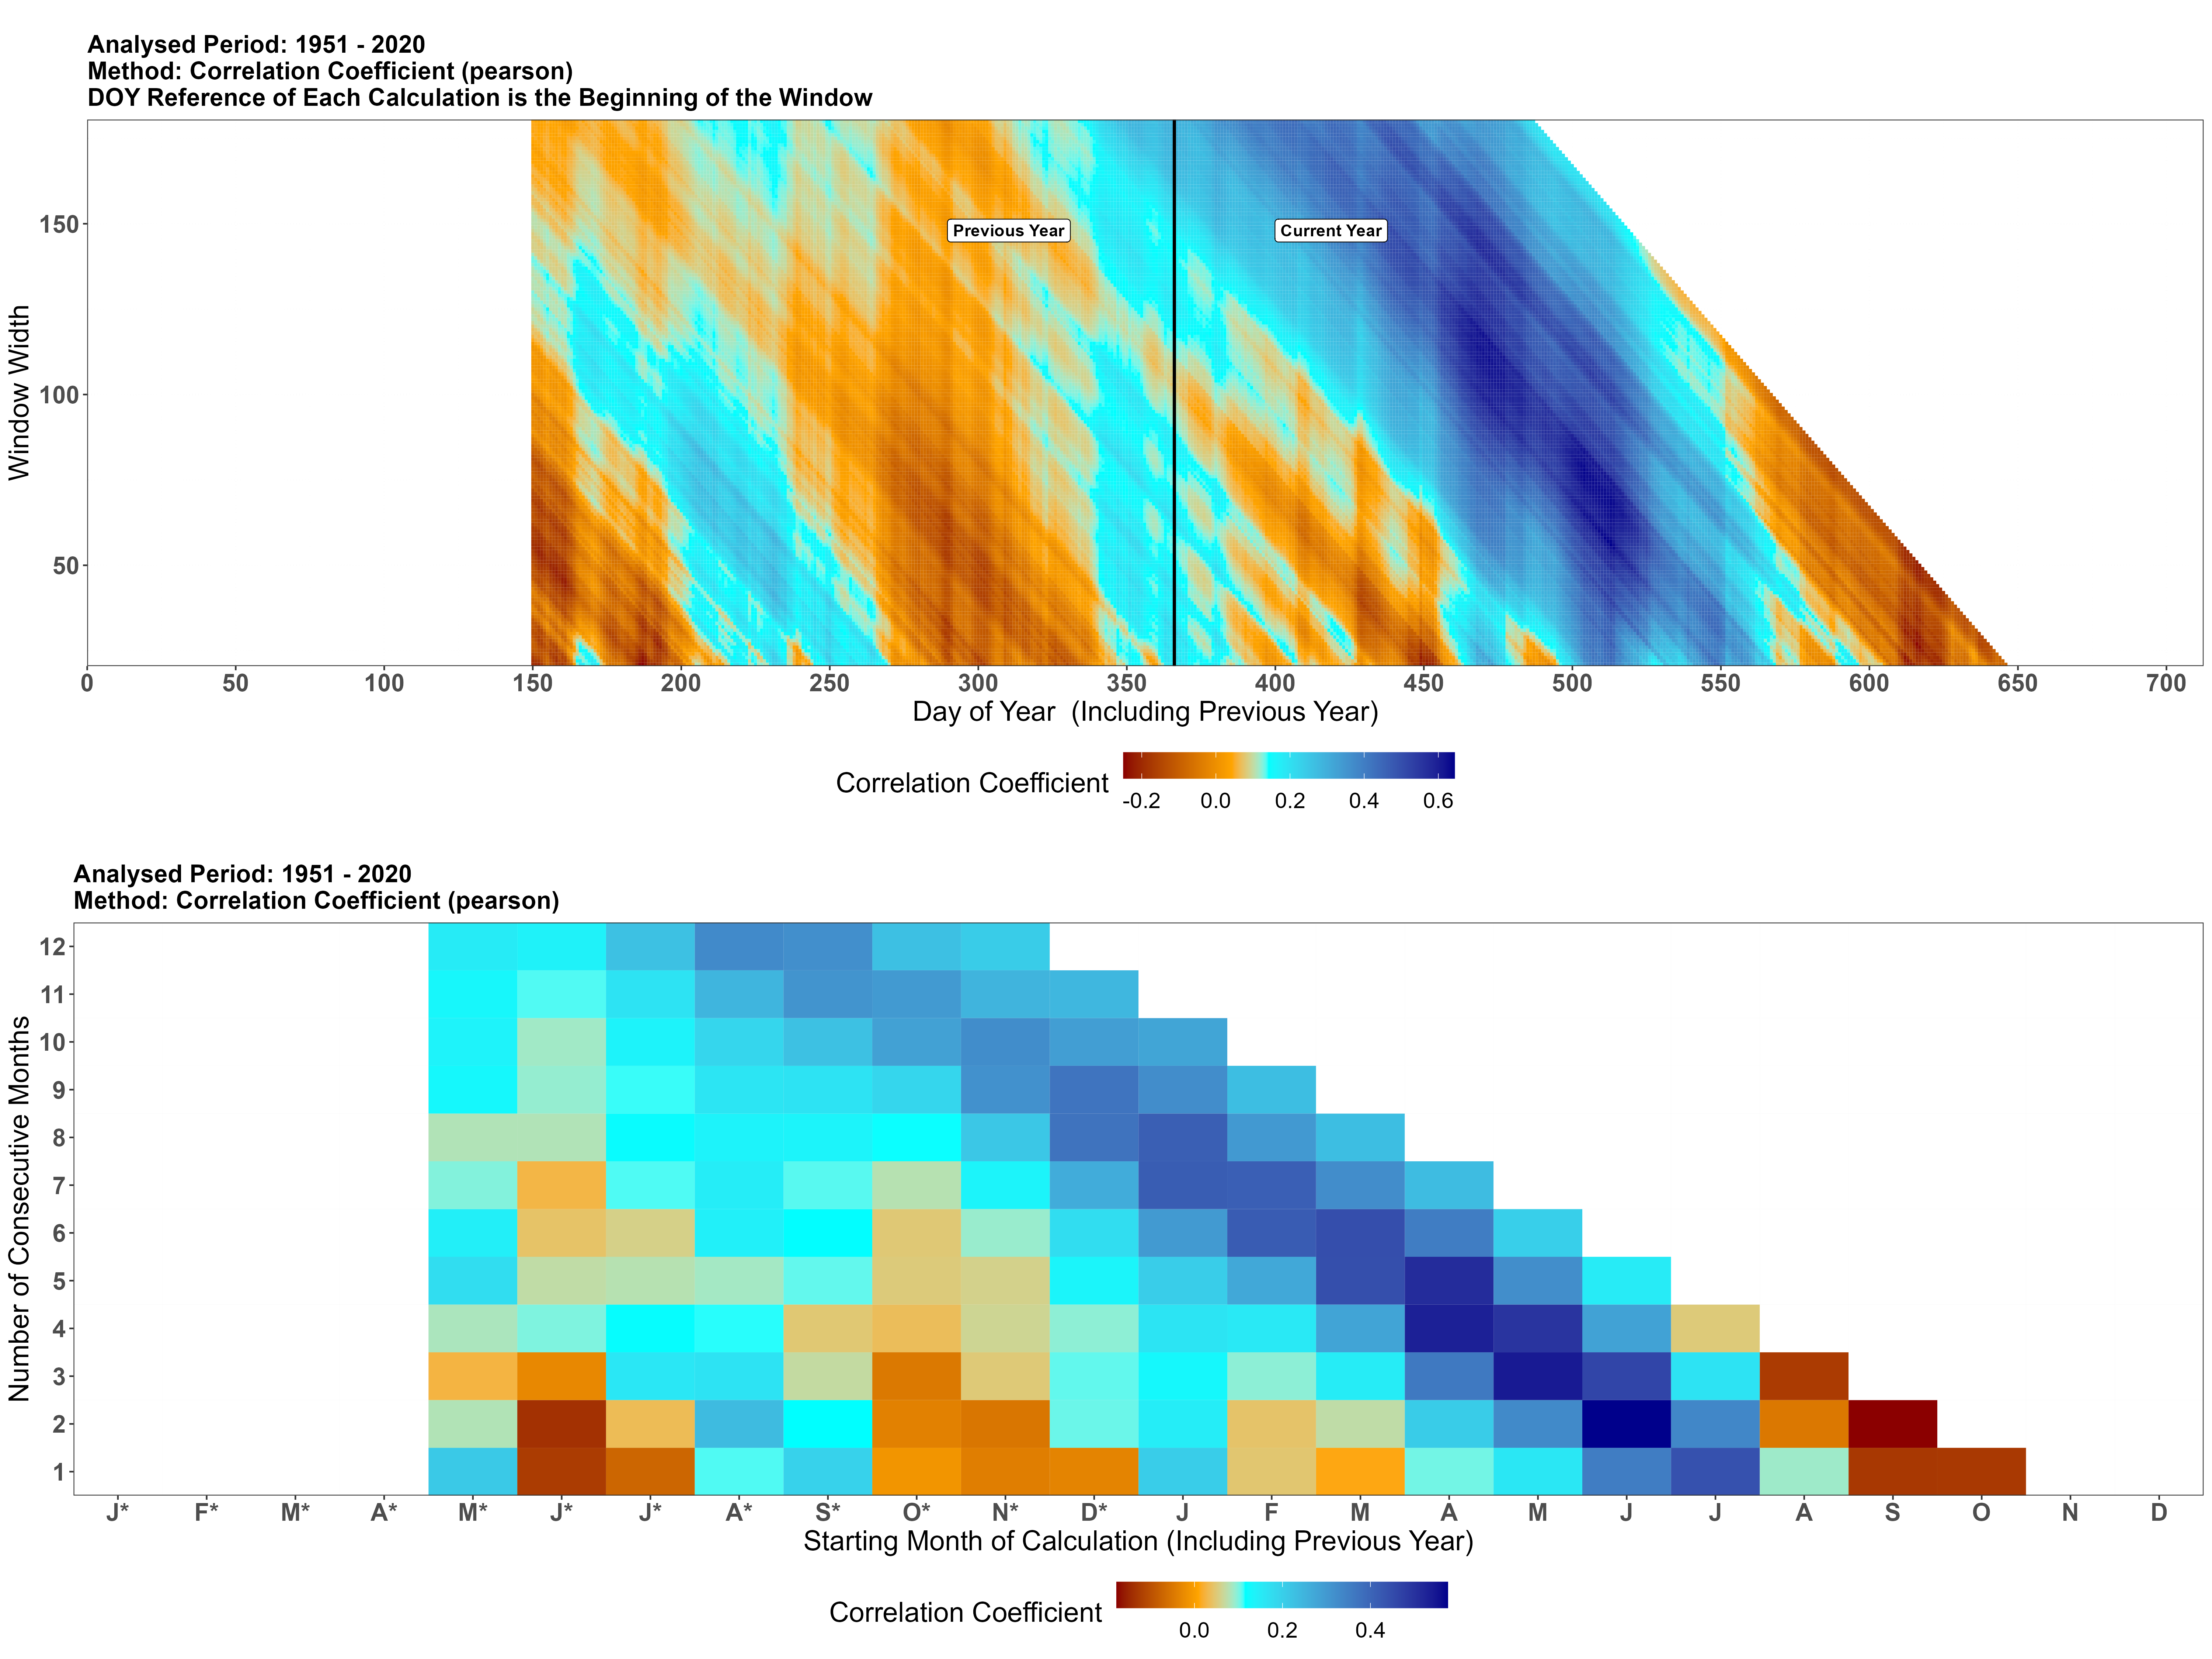 Analysed Period: 1951 - 2020
Method: Correlation Coefficient (pearson)
DOY Reference of Each Calculation is the Beginning of the Window
Window Width
150
100
50
Previous Year
Current Year
0 50 100 150 200 250 300 350 400 450 500 550 600 650 700
Day of Year (Including Previous Year)
Correlation Coefficient
-0.2 0.0 0.2 0.4 0.6
Analysed Period: 1951 - 2020
Method: Correlation Coefficient (pearson)
Number of Consecutive Months
12
11
10
9
8
7
6
5
4
3
2
1
J* F* M* A* M* J* J* A* S* O* N* D* J F M A M J J A S O N D
Starting Month of Calculation (Including Previous Year)
Correlation Coefficient
0.0 0.2 0.4